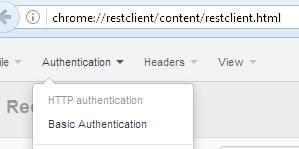 chrome://restclient/content/restclient.html
Authentication Headers View
HTTP authentication
Basic Authentication